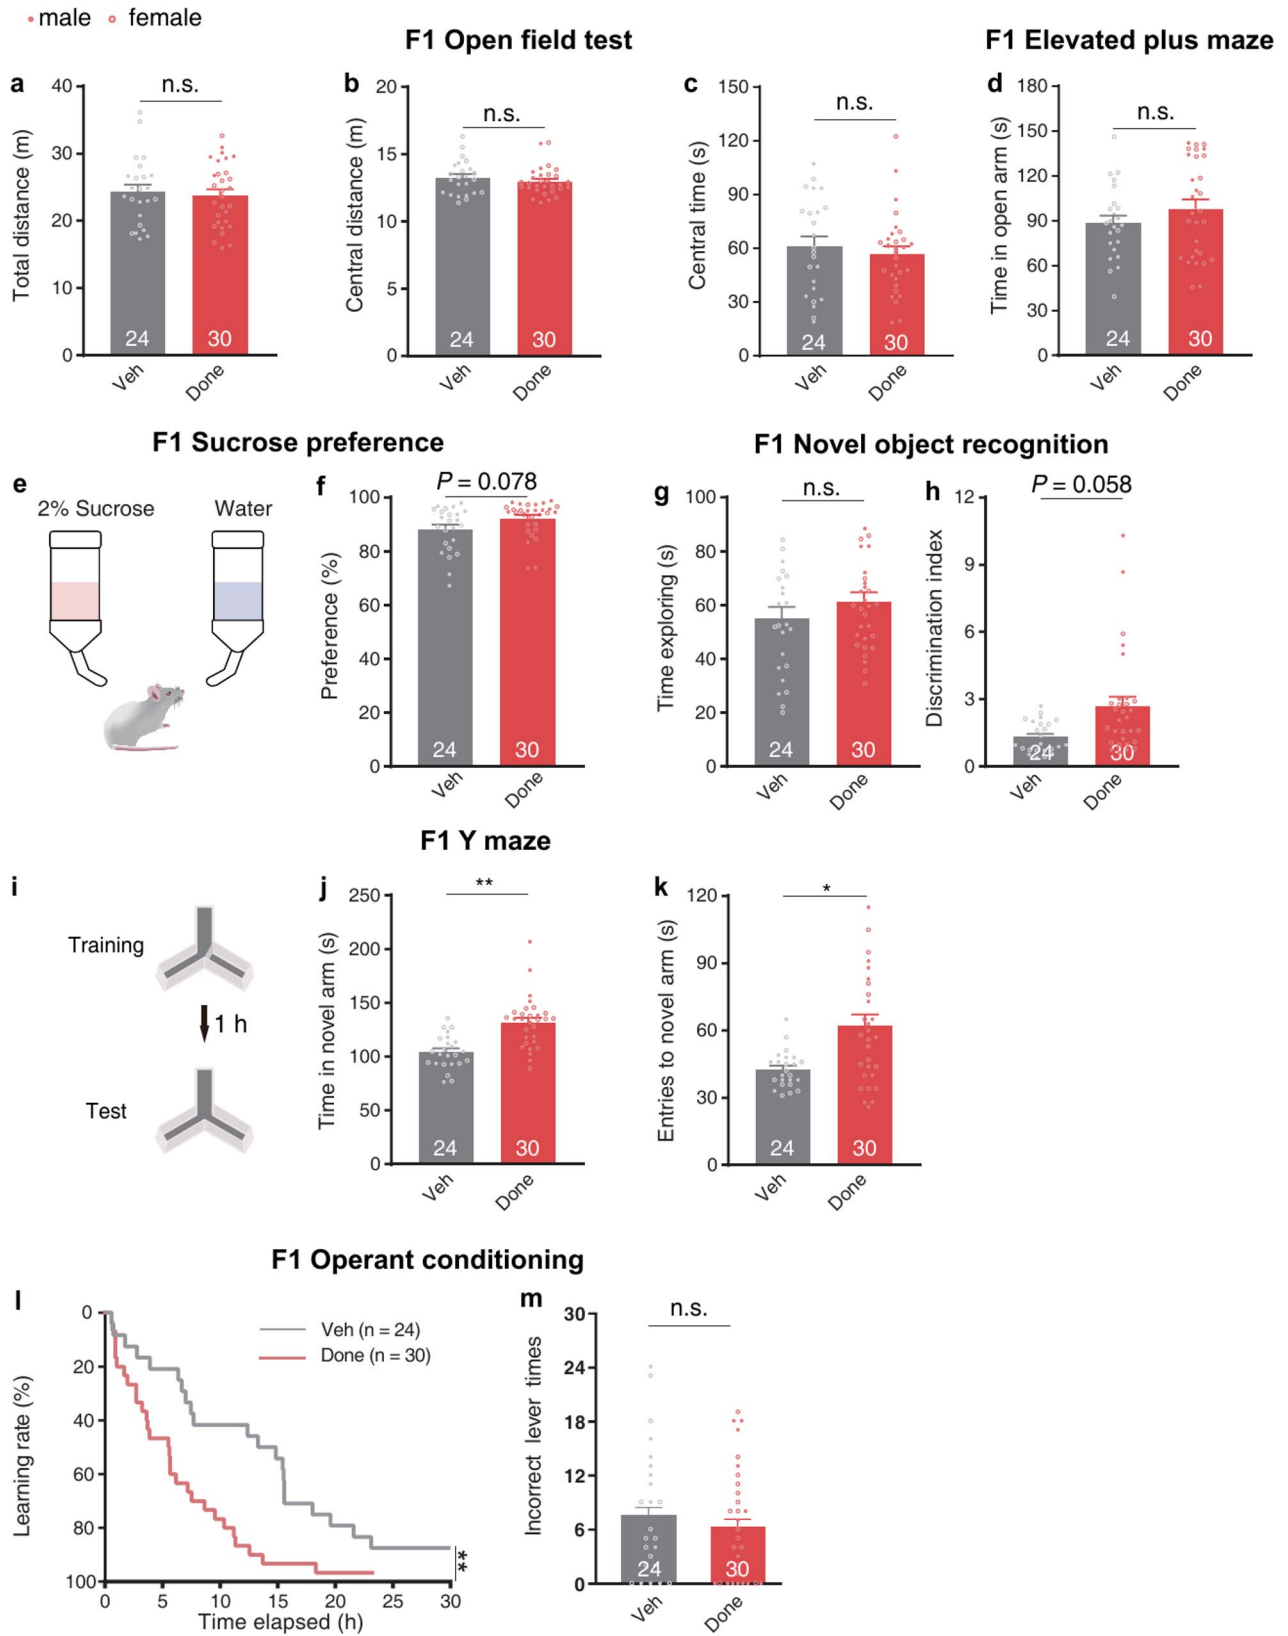 male female
F1 Open field test
F1 Elevated plus maze
a
Total distance (m)
40
30
20
10
0
n.s.
24
30
Veh
Done
b
Central distance (m)
20
15
10
5
0
n.s.
24
30
Veh
Done
c
Central time (s)
150
120
90
60
30
0
n.s.
24
30
Veh
Done
d
Time in open arm (s)
180
150
120
90
60
30
0
n.s.
24
30
Veh
Done
F1 Sucrose preference
F1 Novel object recognition
e
2% Sucrose
Water
f
Preference (%)
100
80
60
40
20
0
P = 0.078
24
30
Veh
Done
g
Time exploring (s)
100
80
60
40
20
0
n.s.
24
30
Veh
Done
h
Discrimination index
12
9
6
3
0
P = 0.058
24
30
Veh
Done
F1 Y maze
i
Training
1 h
Test
j
Time in novel arm (s)
250
200
150
100
50
0
**
24
30
Veh
Done
k
Entries to novel arm (s)
120
90
60
30
0
*
24
30
Veh
Done
F1 Operant conditioning
l
Learning rate (%)
0
20
40
60
80
100
Veh (n = 24)
Done (n = 30)
**
0 5 10 15 20 25 30
Time elapsed (h)
m
Incorrect lever times
30
24
18
12
6
0
n.s.
24
30
Veh
Done